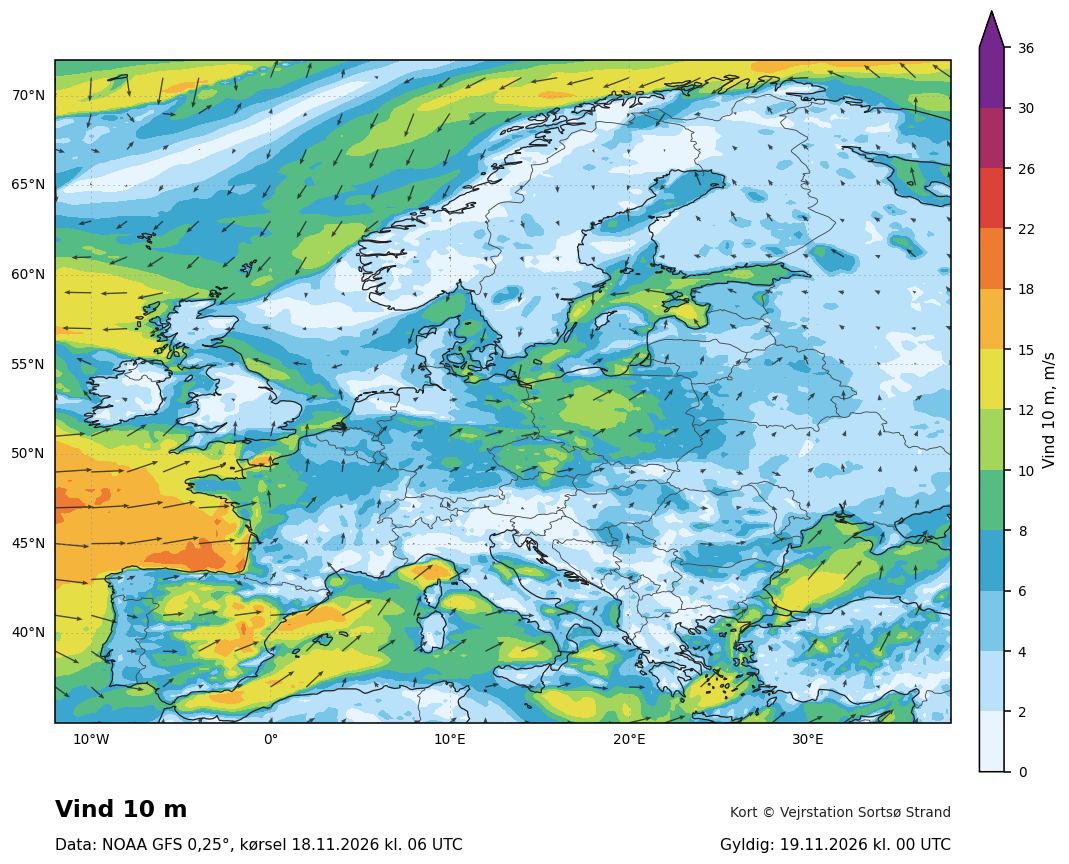 70°N
65°N
60°N
55°N
50°N
45°N
40°N
10°W
0°
10°E
20°E
30°E
36
30
26
22
18
15
12
10
8
6
4
2
0
Vind 10 m, m/s
Vind 10 m
Kort © Vejrstation Sortsø Strand
Data: NOAA GFS 0,25°, kørsel 18.11.2026 kl. 06 UTC
Gyldig: 19.11.2026 kl. 00 UTC